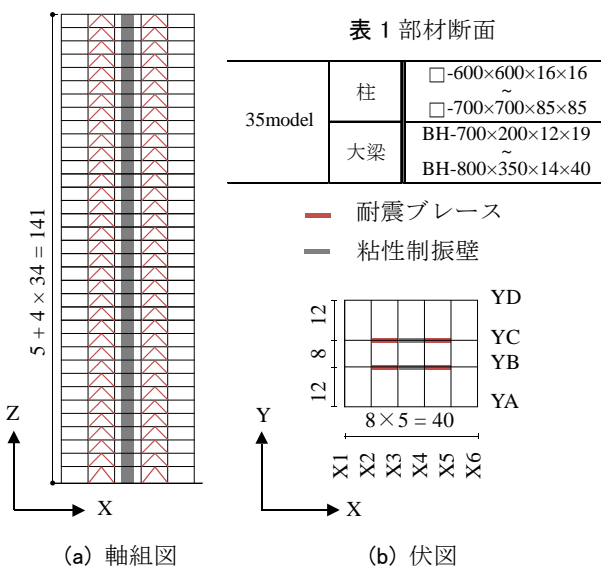 表 1 部材断面
35model
柱
□-600×600×16×16
~
□-700×700×85×85
大梁
BH-700×200×12×19
~
BH-800×350×14×40
耐震ブレース
粘性制振壁
5 + 4 × 34 = 141
Z
X
(a) 軸組図
12
8
12
YD
YC
YB
YA
8×5 = 40
X1
X2
X3
X4
X5
X6
Y
X
(b) 伏図